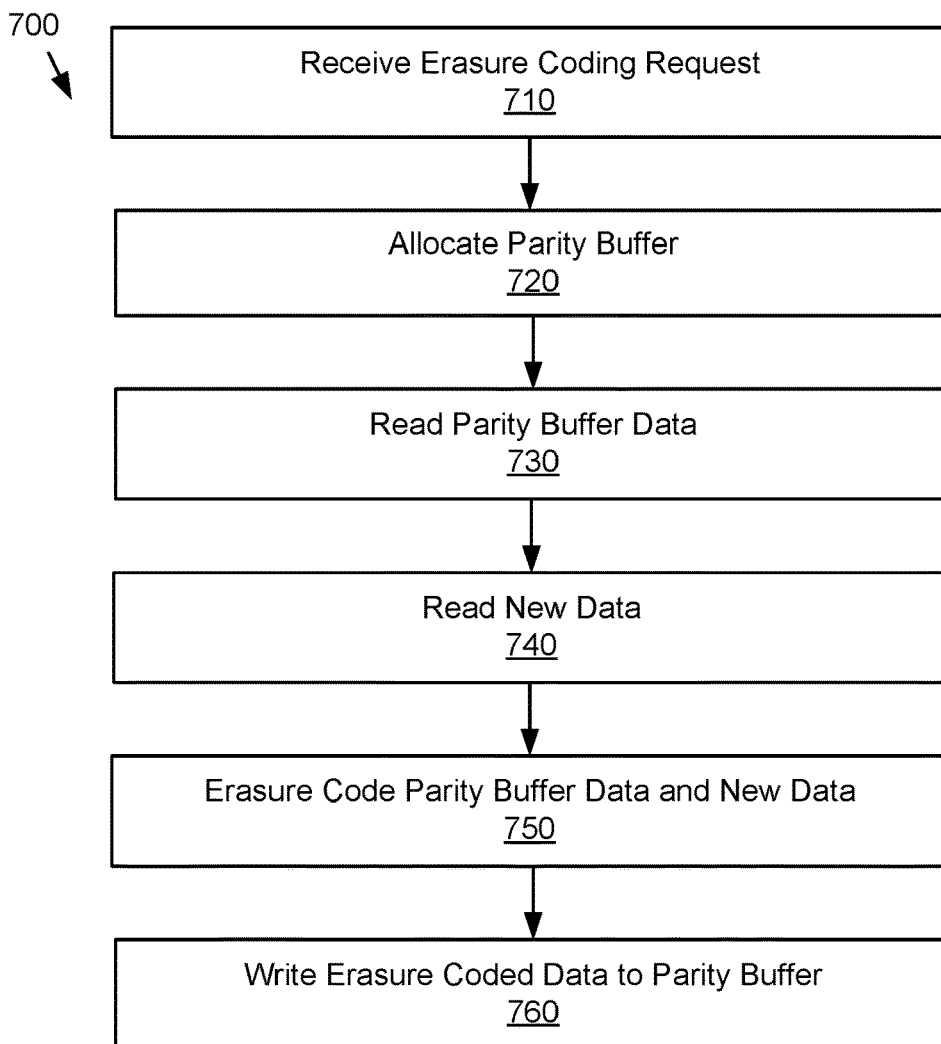 700
Receive Erasure Coding Request
710
Allocate Parity Buffer
720
Read Parity Buffer Data
730
Read New Data
740
Erasure Code Parity Buffer Data and New Data
750
Write Erasure Coded Data to Parity Buffer
760